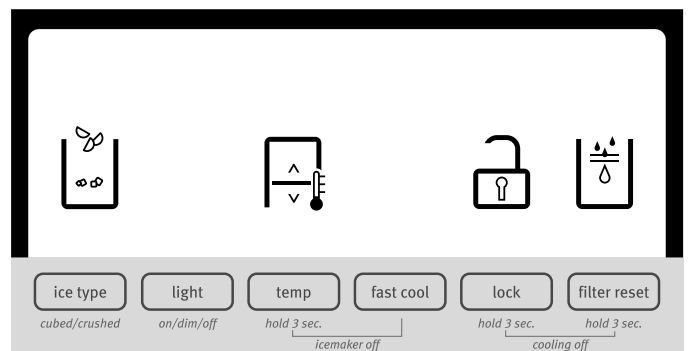 ice type light temp fast cool lock filter reset
cubed/crushed on/dim/off hold 3 sec. hold 3 sec. hold 3 sec.
icemaker off cooling off